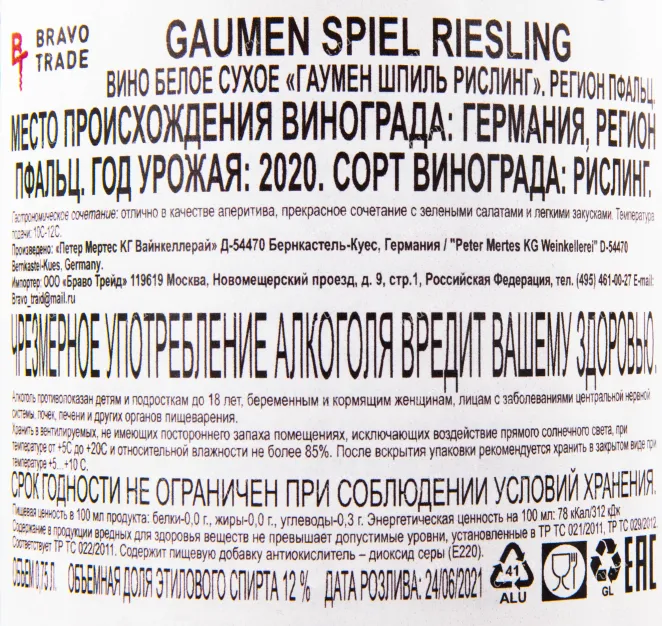 BRAVO
TRADE
GAUMEN SPIEL RIESLING
ВИНО БЕЛОЕ СУХОЕ «ГАУМЕН ШПИЛЬ РИСЛИНГ». РЕГИОН ПФАЛЬЦ.
МЕСТО ПРОИСХОЖДЕНИЯ ВИНОГРАДА: ГЕРМАНИЯ, РЕГИОН
ПФАЛЬЦ. ГОД УРОЖАЯ: 2020. СОРТ ВИНОГРАДА: РИСЛИНГ.
Гастрономическое сочетание: отлично в качестве аперитива, прекрасное сочетание с зелеными салатами и легкими закусками. Температура
подачи: 10С-12С.
Произведено: «Петер Мертес КГ Вайнкеллерай» Д-54470 Бернкастель-Куес, Германия / "Peter Mertes KG Weinkellerei" D-54470
Bernkastel-Kues, Germany.
Импортер: ООО «Браво Трейд» 119619 Москва, Новомещерский проезд, д. 9, стр.1, Российская Федерация, тел. (495) 461-00-27 E-mail:
Bravo_traid@mail.ru
ЧРЕЗМЕРНОЕ УПОТРЕБЛЕНИЕ АЛКОГОЛЯ ВРЕДИТ ВАШЕМУ ЗДОРОВЬЮ.
Алкоголь противопоказан детям и подросткам до 18 лет, беременным и кормящим женщинам, лицам с заболеваниями центральной нервной
системы, почек, печени и других органов пищеварения.
Хранить в вентилируемых, не имеющих постороннего запаха помещениях, исключающих воздействие прямого солнечного света, при
температуре от +5С до +20С и относительной влажности не более 85%. После вскрытия упаковки рекомендуется хранить в закрытом виде при
температуре +5...+10 С.
СРОК ГОДНОСТИ НЕ ОГРАНИЧЕН ПРИ СОБЛЮДЕНИИ УСЛОВИЙ ХРАНЕНИЯ.
Пищевая ценность в 100 мл продукта: белки-0,0 г., жиры-0,0 г., углеводы-0,3 г. Энергетическая ценность на 100 мл: 78 кКал/312 кДж
Содержание в продукции вредных для здоровья веществ не превышает допустимые уровни, установленные в ТР ТС 021/2011, ТР ТС 029/2012.
Соответствует ТР ТС 022/2011. Содержит пищевую добавку антиокислитель – диоксид серы (Е220).
ОБЪЕМ 0,75 Л. ОБЪЕМНАЯ ДОЛЯ ЭТИЛОВОГО СПИРТА 12 % ДАТА РОЗЛИВА: 24/06/2021
41
ALU
GL
EAC